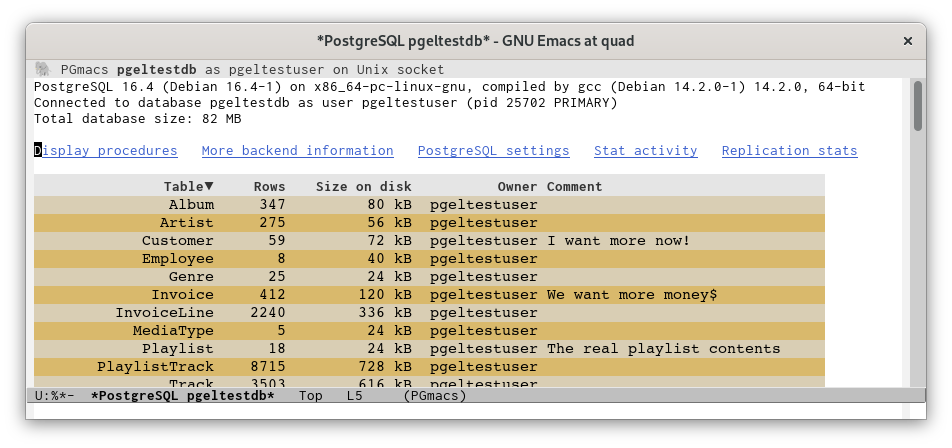 *PostgreSQL pgeltestdb* - GNU Emacs at quad ×
PGmacs pgeltestdb as pgeltestuser on Unix socket
PostgreSQL 16.4 (Debian 16.4-1) on x86_64-pc-linux-gnu, compiled by gcc (Debian 14.2.0-1) 14.2.0, 64-bit
Connected to database pgeltestdb as user pgeltestuser (pid 25702 PRIMARY)
Total database size: 82 MB
Display procedures More backend information PostgreSQL settings Stat activity Replication stats
Table▼ Rows Size on disk Owner Comment
Album 347 80 kB pgeltestuser
Artist 275 56 kB pgeltestuser
Customer 59 72 kB pgeltestuser I want more now!
Employee 8 40 kB pgeltestuser
Genre 25 24 kB pgeltestuser
Invoice 412 120 kB pgeltestuser We want more money$
InvoiceLine 2240 336 kB pgeltestuser
MediaType 5 24 kB pgeltestuser
Playlist 18 24 kB pgeltestuser The real playlist contents
PlaylistTrack 8715 728 kB pgeltestuser
Track 3503 616 kB pgeltestuser
U:%*- *PostgreSQL pgeltestdb* Top L5 (PGmacs)